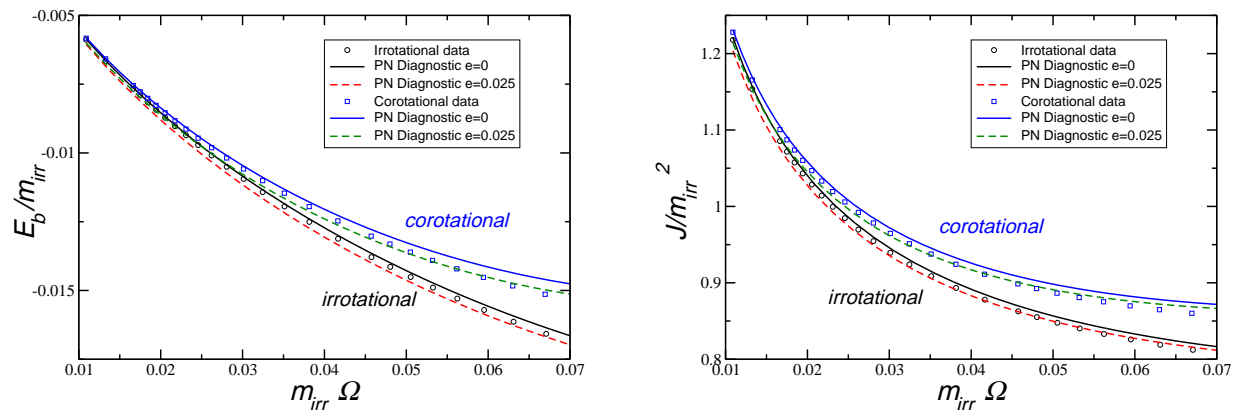 -0.005
-0.01
-0.015
E_b/m_irr
Irrotational data
PN Diagnostic e=0
PN Diagnostic e=0.025
Corotational data
PN Diagnostic e=0
PN Diagnostic e=0.025
corotational
irrotational
0.01 0.02 0.03 0.04 0.05 0.06 0.07
m_irr Ω
1.2
1.1
1
0.9
0.8
J/m_irr^2
Irrotational data
PN Diagnostic e=0
PN Diagnostic e=0.025
Corotational data
PN Diagnostic e=0
PN Diagnostic e=0.025
corotational
irrotational
0.01 0.02 0.03 0.04 0.05 0.06 0.07
m_irr Ω